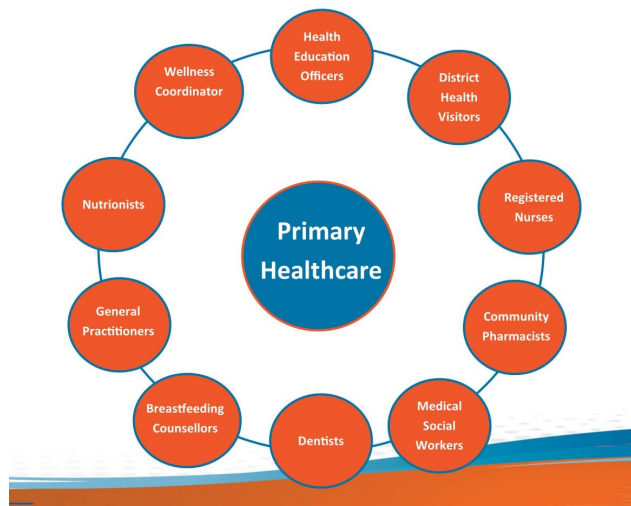 Health
Education
Officers
District
Health
Visitors
Registered
Nurses
Community
Pharmacists
Medical
Social
Workers
Dentists
Breastfeeding
Counsellors
General
Practitioners
Nutrionists
Wellness
Coordinator
Primary
Healthcare